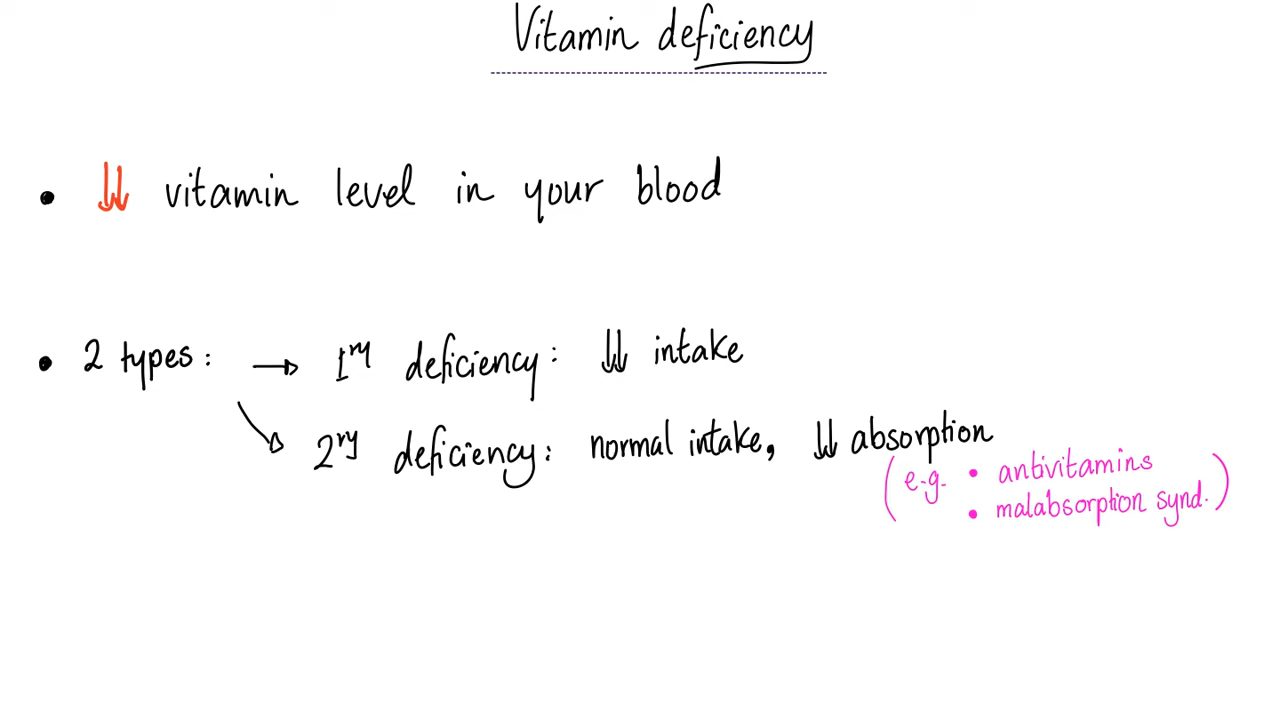 Vitamin deficiency
• ↓↓ vitamin level in your blood
• 2 types: → 1ry deficiency: ↓↓ intake
→ 2ry deficiency: normal intake, ↓↓ absorption
(e.g. • antivitamins
• malabsorption synd.)